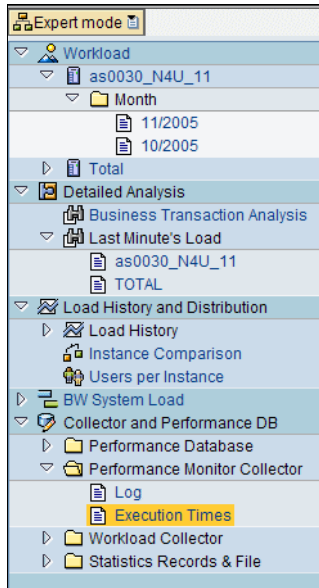 Expert mode
Workload
as0030_N4U_11
Month
11/2005
10/2005
Total
Detailed Analysis
Business Transaction Analysis
Last Minute's Load
as0030_N4U_11
TOTAL
Load History and Distribution
Load History
Instance Comparison
Users per Instance
BW System Load
Collector and Performance DB
Performance Database
Performance Monitor Collector
Log
Execution Times
Workload Collector
Statistics Records & File